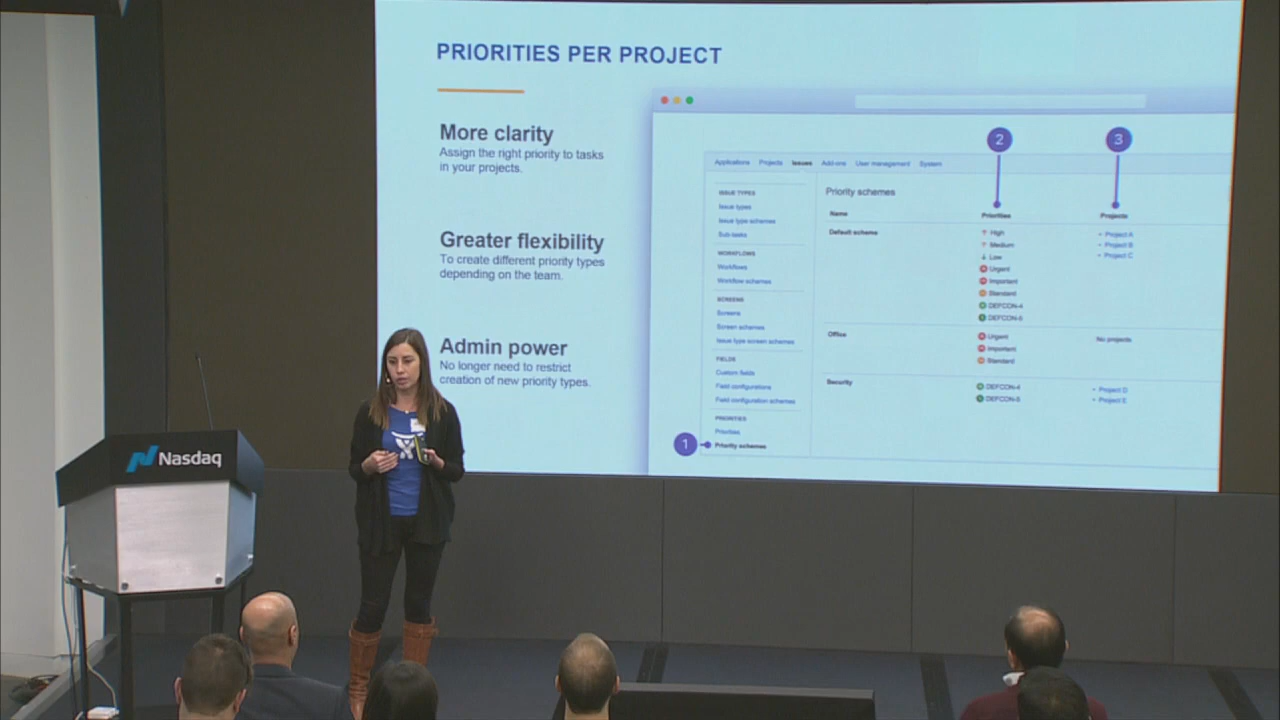 PRIORITIES PER PROJECT
More clarity
Assign the right priority to tasks
in your projects.
Greater flexibility
To create different priority types
depending on the team.
Admin power
No longer need to restrict
creation of new priority types.
2
3
Applications Projects Issues Add-ons User management System
ISSUE TYPES
Issue types
Issue type schemes
Sub-tasks
WORKFLOWS
Workflows
Workflow schemes
SCREENS
Screens
Screen schemes
Issue type screen schemes
FIELDS
Custom fields
Field configurations
Field configuration schemes
PRIORITIES
Priorities
1
Priority schemes
Priority schemes
Name Priorities Projects
Default scheme
High
Medium
Low
Urgent
Important
Standard
DEFCON-4
DEFCON-5
Project A
Project B
Project C
Office
Urgent
Important
Standard
No projects
Security
DEFCON-4
DEFCON-5
Project D
Project E
Nasdaq